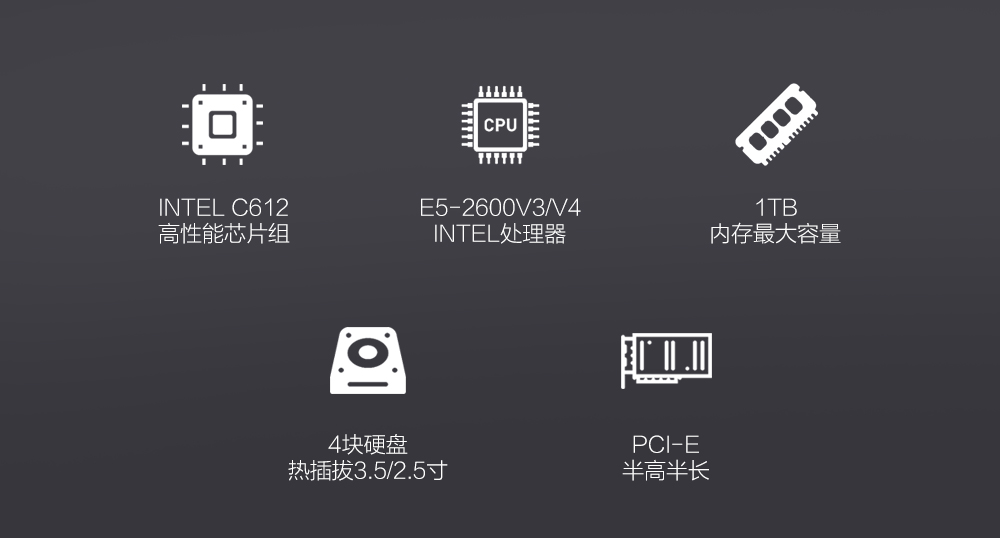 CPU
INTEL C612
高性能芯片组
E5-2600V3/V4
INTEL处理器
1TB
内存最大容量
4块硬盘
热插拔3.5/2.5寸
PCI-E
半高半长